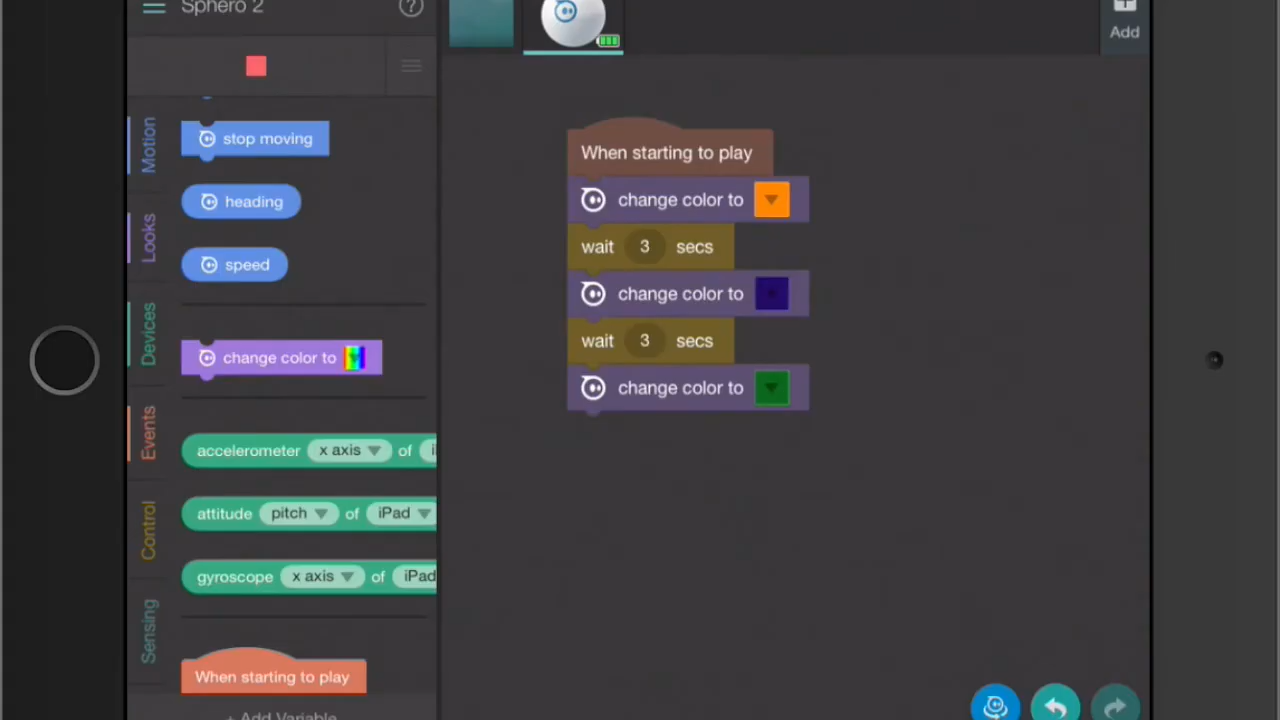 Sphero 2
?
Add
Motion
Looks
Devices
Events
Control
Sensing
stop moving
heading
speed
change color to
accelerometer x axis of
attitude pitch of iPad
gyroscope x axis of iPad
When starting to play
+ Add Variable
When starting to play
change color to
wait 3 secs
change color to
wait 3 secs
change color to